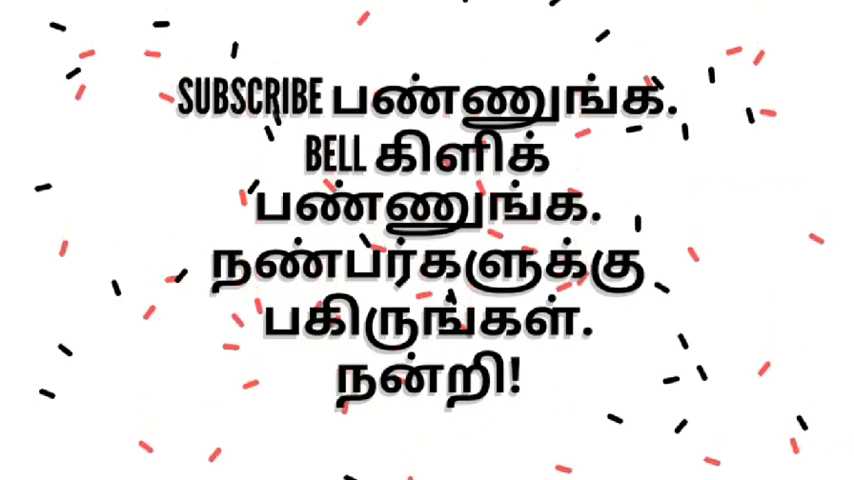 SUBSCRIBE பண்ணுங்க.
BELL கிளிக்
பண்ணுங்க.
நண்பர்களுக்கு
பகிருங்கள்.
நன்றி!